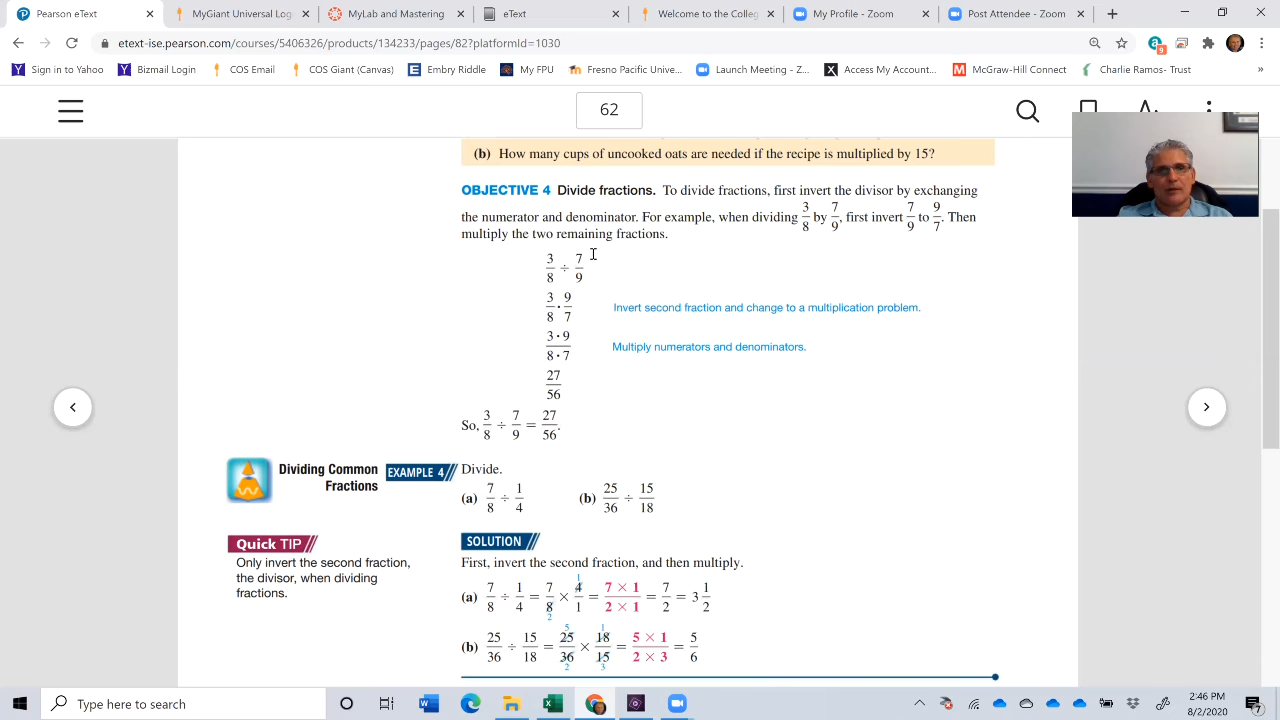 Pearson eText
MyGiant Universal Log
MyLab and Mastering
eText
Welcome to the Colleg
My Profile - Zoom
Post Attendee - Zoom
etext-ise.pearson.com/courses/5406326/products/134233/pages/92?platformId=1030
9
Sign in to Yahoo
Bizmail Login
COS Email
COS Giant (Canvas)
Embry Riddle
My FPU
Fresno Pacific Unive...
Launch Meeting - Z...
Access My Account...
McGraw-Hill Connect
Charlie Ramos- Trust
»
62
(b) How many cups of uncooked oats are needed if the recipe is multiplied by 15?
OBJECTIVE 4 Divide fractions. To divide fractions, first invert the divisor by exchanging
the numerator and denominator. For example, when dividing 3/8 by 7/9, first invert 7/9 to 9/7. Then
multiply the two remaining fractions.
3/8 ÷ 7/9
3/8 · 9/7 Invert second fraction and change to a multiplication problem.
3 · 9 / 8 · 7 Multiply numerators and denominators.
27/56
So, 3/8 ÷ 7/9 = 27/56.
Dividing Common
Fractions
EXAMPLE 4
Divide.
(a) 7/8 ÷ 1/4 (b) 25/36 ÷ 15/18
Quick TIP
Only invert the second fraction,
the divisor, when dividing
fractions.
SOLUTION
First, invert the second fraction, and then multiply.
(a) 7/8 ÷ 1/4 = 7/8 2 × 4 1/1 = 7 × 1 / 2 × 1 = 7/2 = 3 1/2
(b) 25/36 ÷ 15/18 = 25 5/36 2 × 18 1/15 3 = 5 × 1 / 2 × 3 = 5/6
Type here to search
2:46 PM
8/2/2020
7